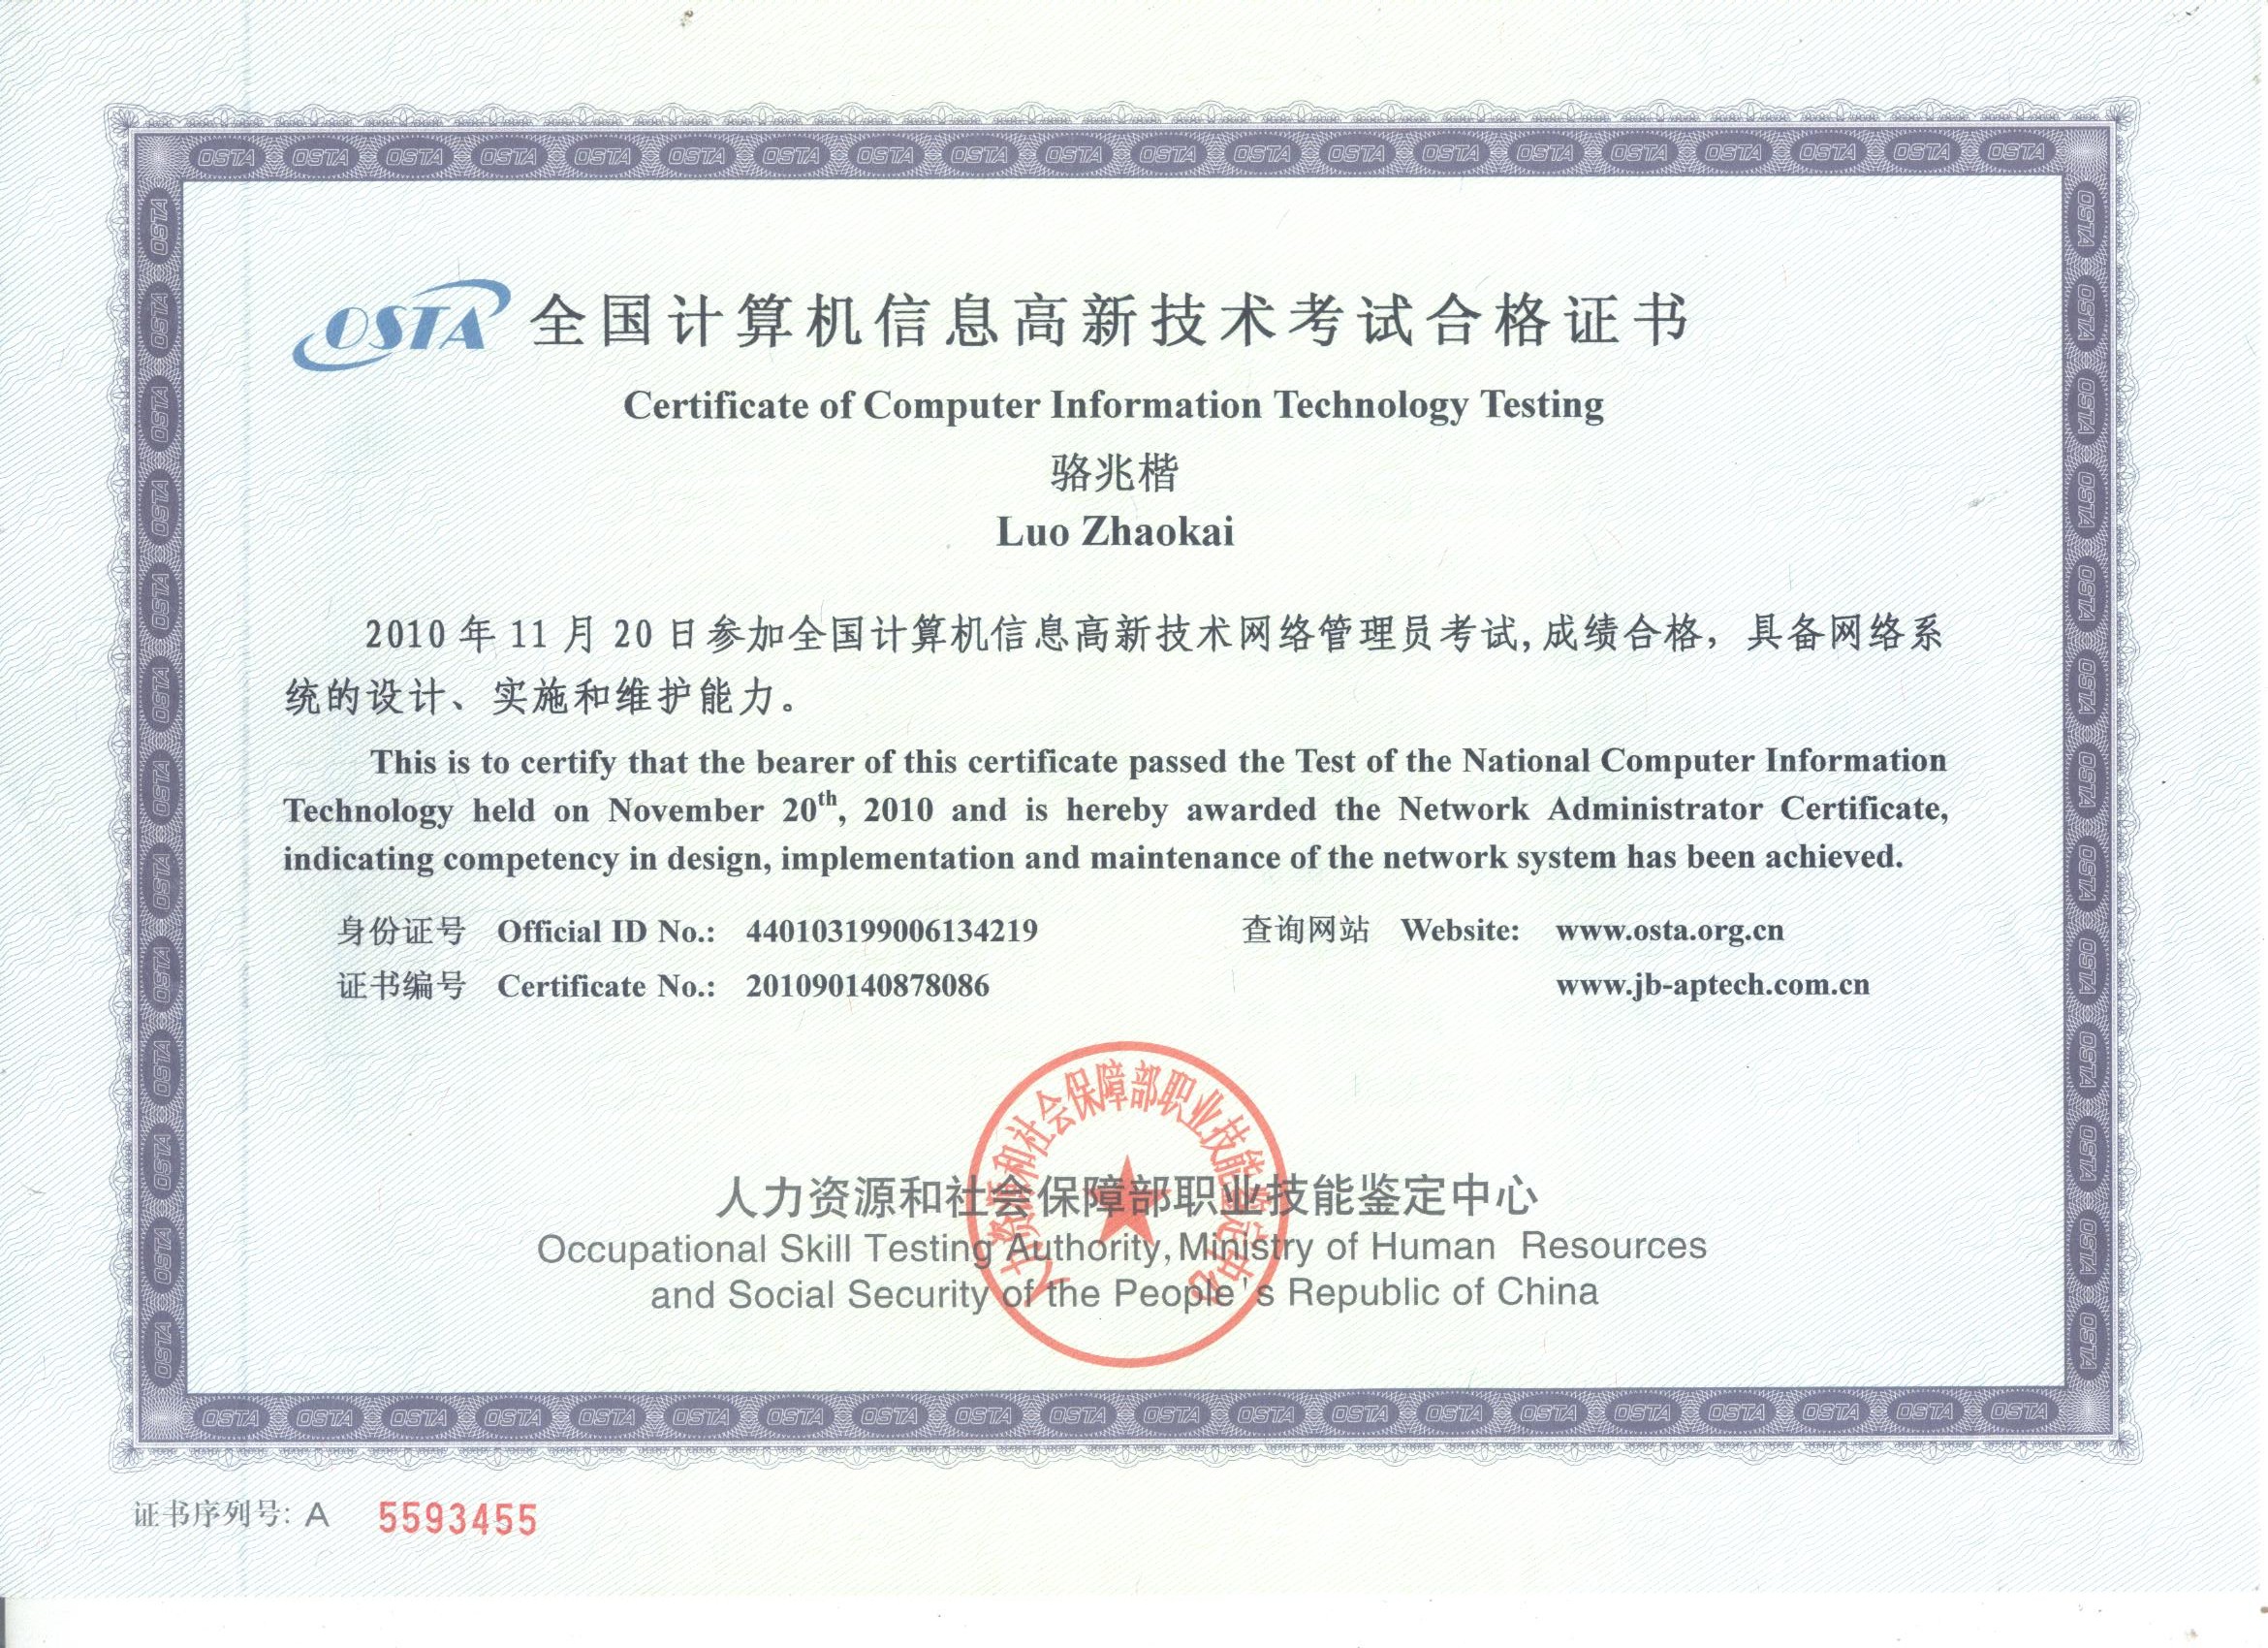 OSTA 全国计算机信息高新技术考试合格证书
Certificate of Computer Information Technology Testing
骆兆楷
Luo Zhaokai
2010 年 11 月 20 日参加全国计算机信息高新技术网络管理员考试,成绩合格，具备网络系
统的设计、实施和维护能力。
This is to certify that the bearer of this certificate passed the Test of the National Computer Information
Technology held on November 20th, 2010 and is hereby awarded the Network Administrator Certificate,
indicating competency in design, implementation and maintenance of the network system has been achieved.
身份证号 Official ID No.: 440103199006134219 查询网站 Website: www.osta.org.cn
证书编号 Certificate No.: 201090140878086 www.jb-aptech.com.cn
人力资源和社会保障部职业技能鉴定中心
人力资源和社会保障部职业技能鉴定中心
Occupational Skill Testing Authority, Ministry of Human Resources
and Social Security of the People's Republic of China
证书序列号: A 5593455